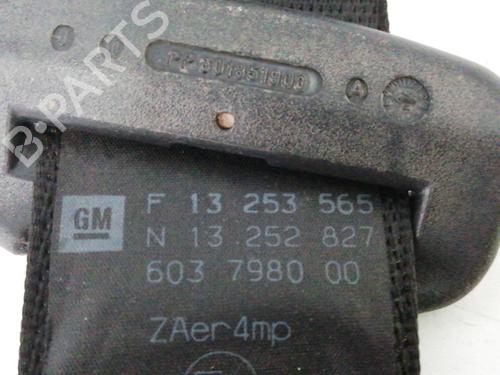 B-PARTS
GM
F 13 253 565
N 13 252 827
603 7980 00
ZAer4mp